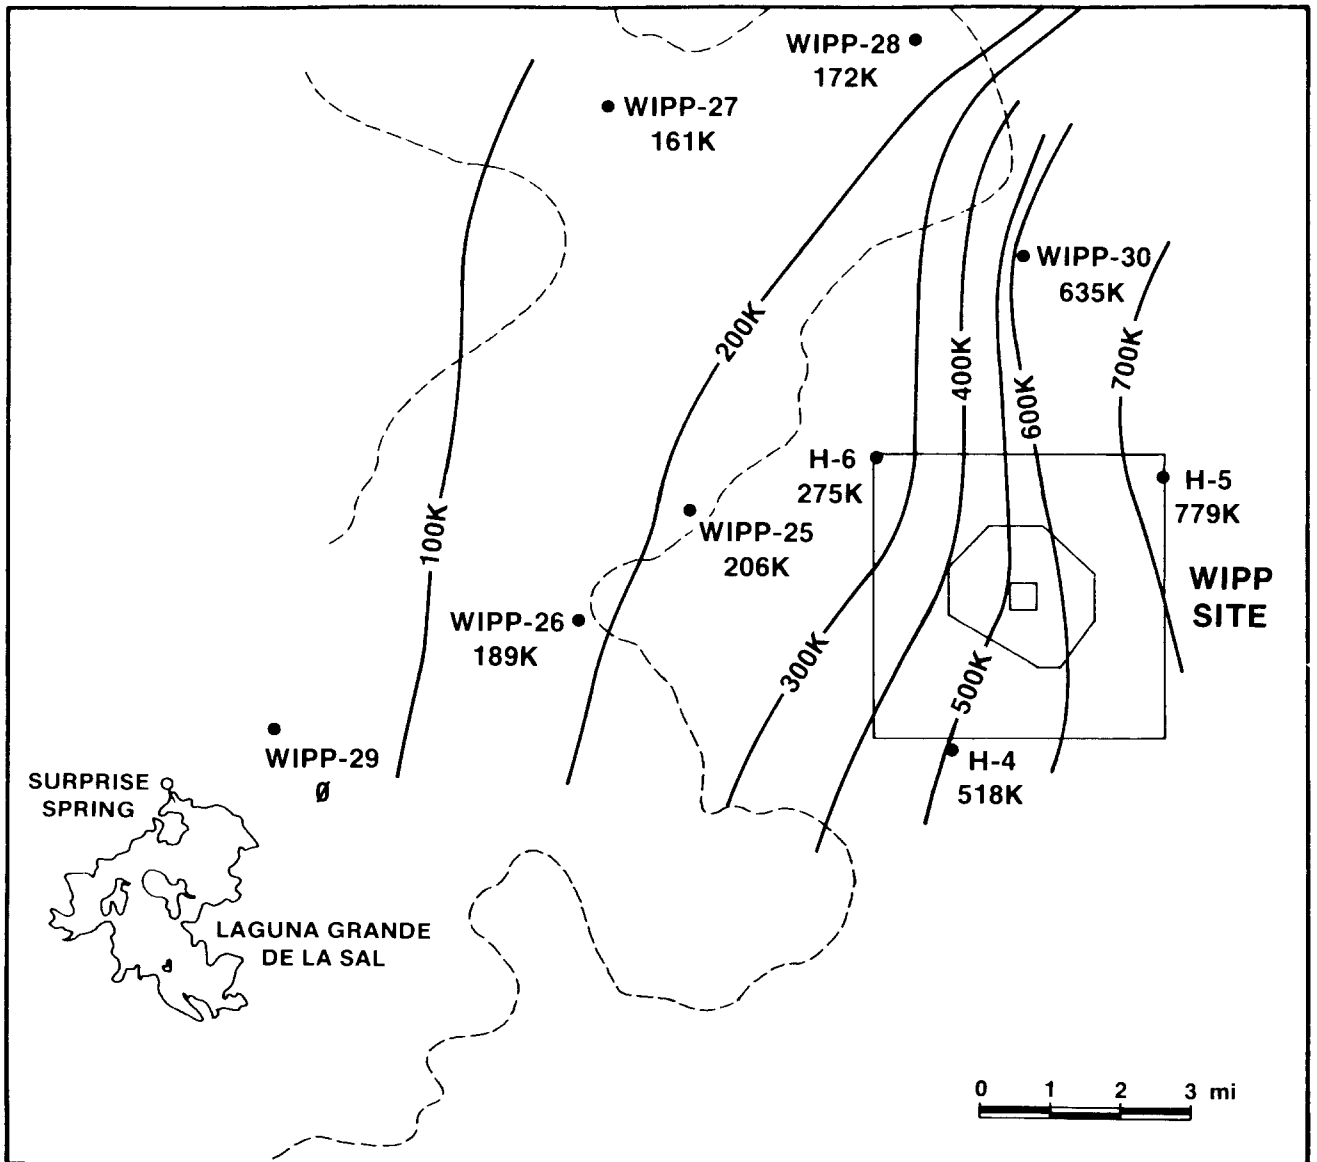 WIPP-28
172K
WIPP-27
161K
WIPP-30
635K
200K
400K
700K
600K
H-6
275K
H-5
779K
100K
WIPP-25
206K
WIPP
SITE
WIPP-26
189K
300K
500K
WIPP-29
Ø
H-4
518K
SURPRISE
SPRING
LAGUNA GRANDE
DE LA SAL
0 1 2 3 mi